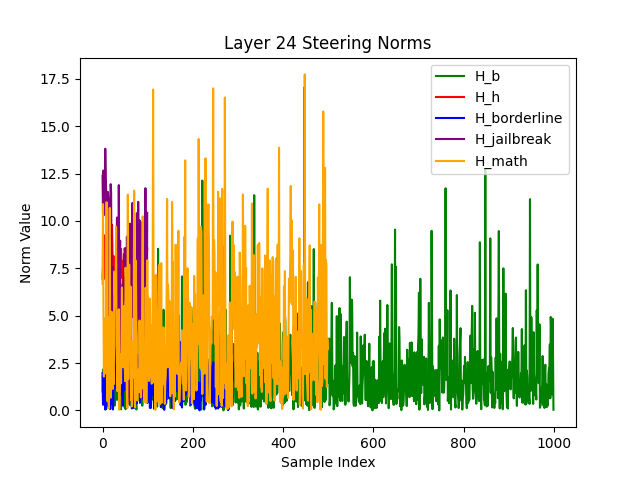 Layer 24 Steering Norms
H_b
H_h
H_borderline
H_jailbreak
H_math
Norm Value
17.5
15.0
12.5
10.0
7.5
5.0
2.5
0.0
0 200 400 600 800 1000
Sample Index